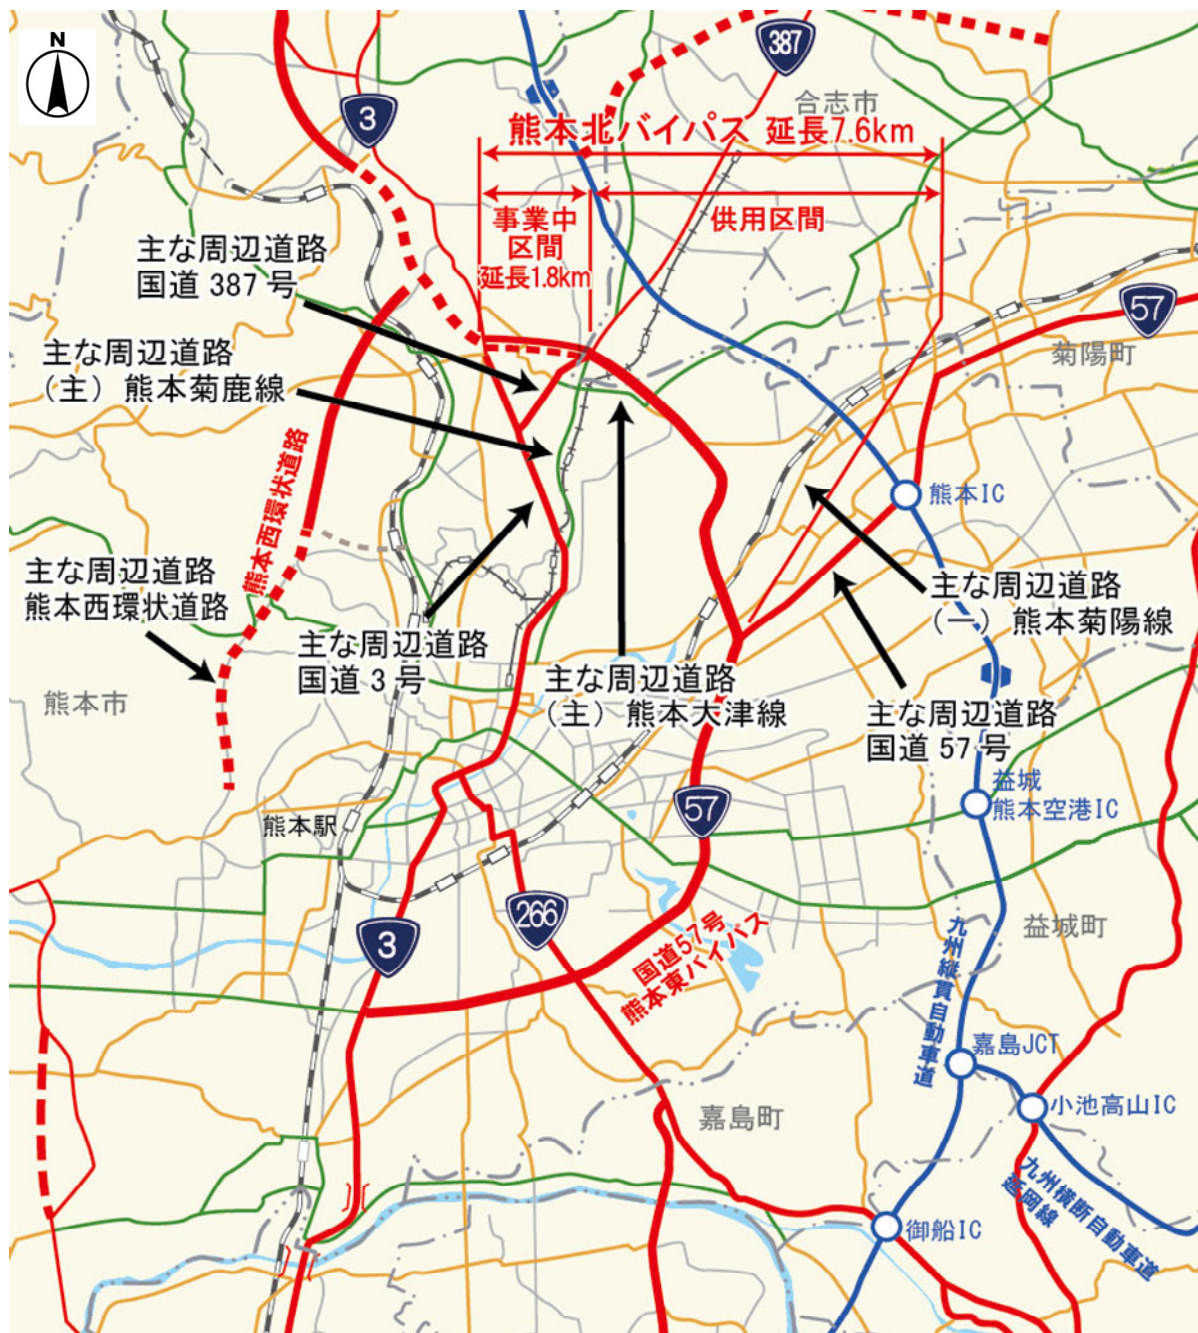 N
387
合志市
3
熊本北バイパス 延長7.6km
事業中
区間
延長1.8km
供用区間
主な周辺道路
国道 387 号
57
菊陽町
主な周辺道路
（主）熊本菊鹿線
熊本西環状道路
熊本IC
主な周辺道路
熊本西環状道路
主な周辺道路
（一）熊本菊陽線
主な周辺道路
国道 3 号
主な周辺道路
（主）熊本大津線
主な周辺道路
国道 57 号
熊本市
益城
熊本空港IC
57
熊本駅
266
3
国道57号
熊本東バイパス
益城町
九州縦貫自動車道
嘉島JCT
小池高山IC
嘉島町
九州横断自動車道
延岡線
御船IC